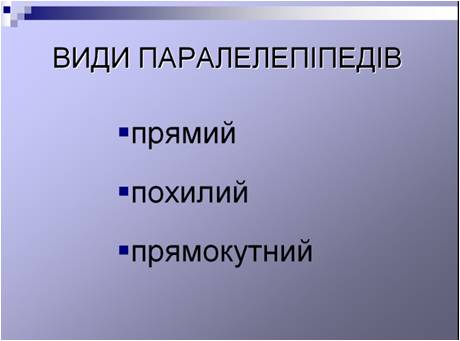 ВИДИ ПАРАЛЕЛЕПІПЕДІВ
прямий
похилий
прямокутний